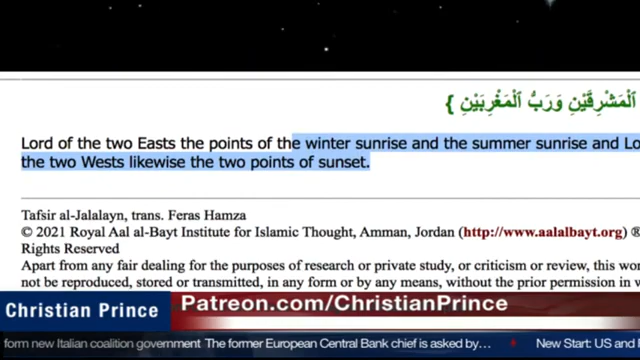 ٱلْمَشْرِقَيْنِ وَرَبُّ ٱلْمَغْرِبَيْنِ }
Lord of the two Easts the points of the winter sunrise and the summer sunrise and Lo
the two Wests likewise the two points of sunset.
Tafsir al-Jalalayn, trans. Feras Hamza
© 2021 Royal Aal al-Bayt Institute for Islamic Thought, Amman, Jordan (http://www.aalalbayt.org) ®
Rights Reserved
Apart from any fair dealing for the purposes of research or private study, or criticism or review, this wo
not be reproduced, stored or transmitted, in any form or by any means, without the prior permission in w
Christian Prince
Patreon.com/ChristianPrince
form new Italian coalition government. The former European Central Bank chief is asked by... New Start: US and